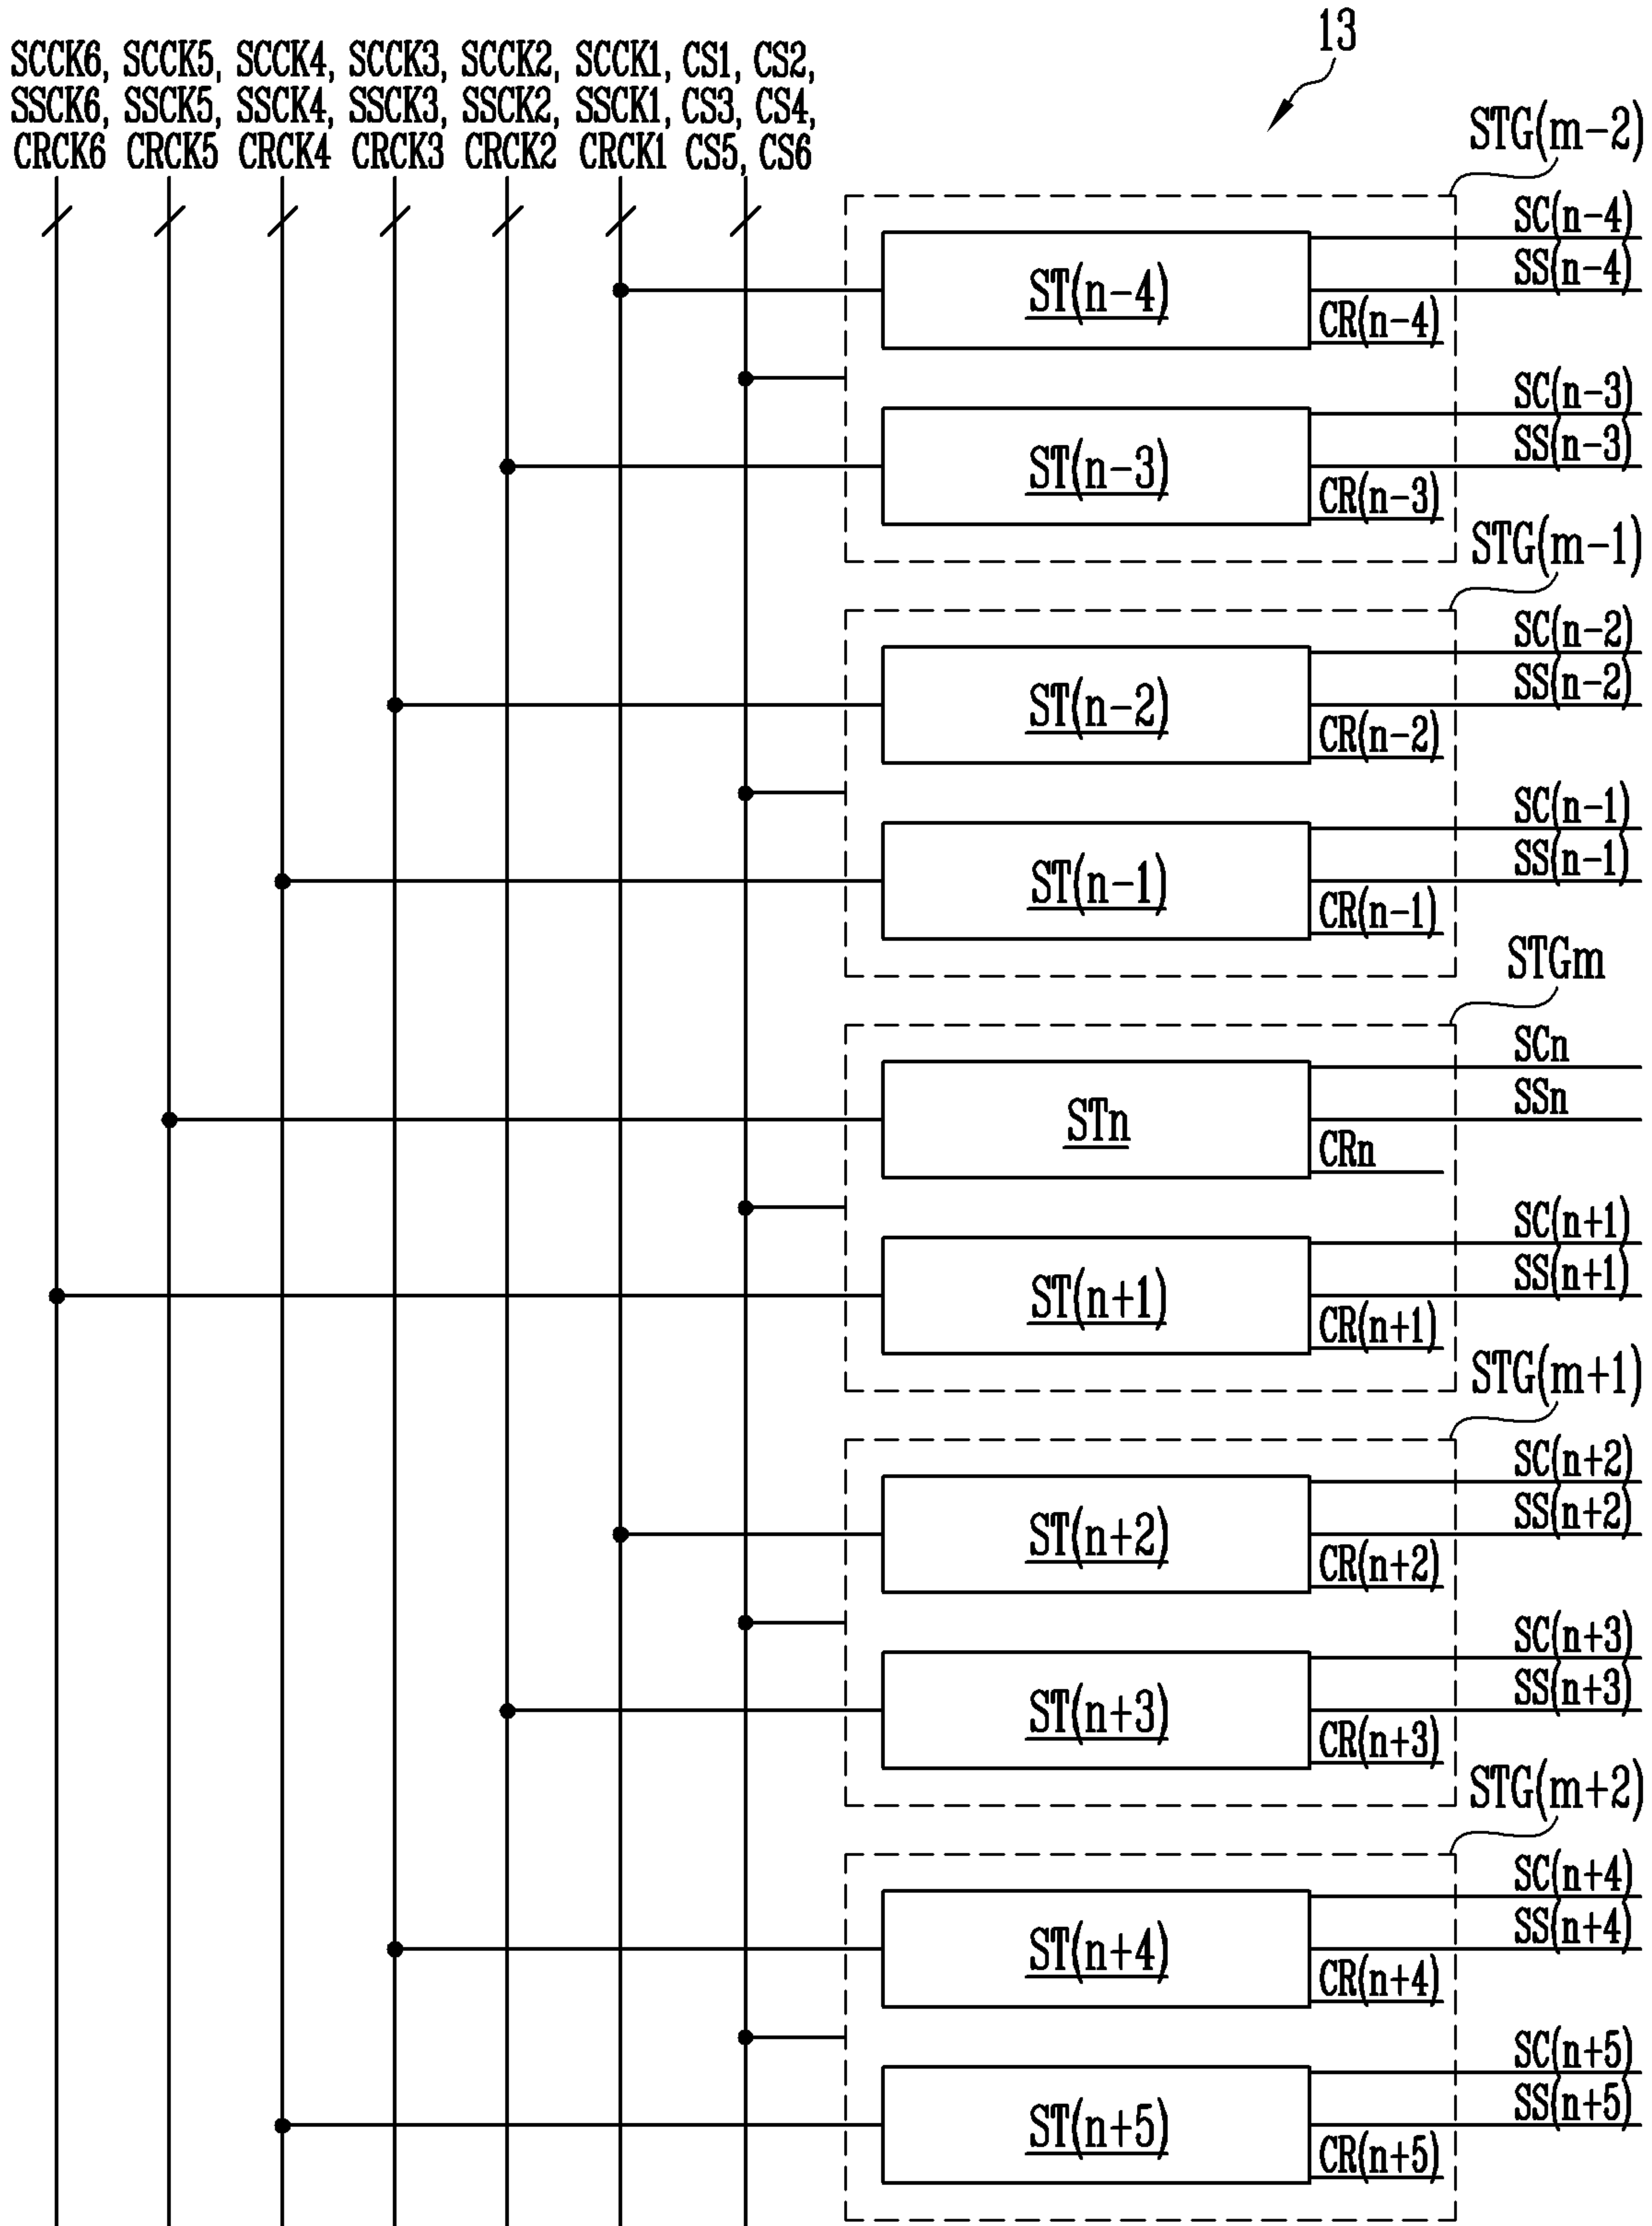 13
SCCK6, SCCK5, SCCK4, SCCK3, SCCK2, SCCK1, CS1, CS2,
SSCK6, SSCK5, SSCK4, SSCK3, SSCK2, SSCK1, CS3, CS4,
CRCK6 CRCK5 CRCK4 CRCK3 CRCK2 CRCK1 CS5, CS6
STG(m-2)
SC(n-4)
SS(n-4)
ST(n-4)
CR(n-4)
SC(n-3)
SS(n-3)
ST(n-3)
CR(n-3)
STG(m-1)
SC(n-2)
SS(n-2)
ST(n-2)
CR(n-2)
SC(n-1)
SS(n-1)
ST(n-1)
CR(n-1)
STGm
SCn
SSn
STn
CRn
SC(n+1)
SS(n+1)
ST(n+1)
CR(n+1)
STG(m+1)
SC(n+2)
SS(n+2)
ST(n+2)
CR(n+2)
SC(n+3)
SS(n+3)
ST(n+3)
CR(n+3)
STG(m+2)
SC(n+4)
SS(n+4)
ST(n+4)
CR(n+4)
SC(n+5)
SS(n+5)
ST(n+5)
CR(n+5)